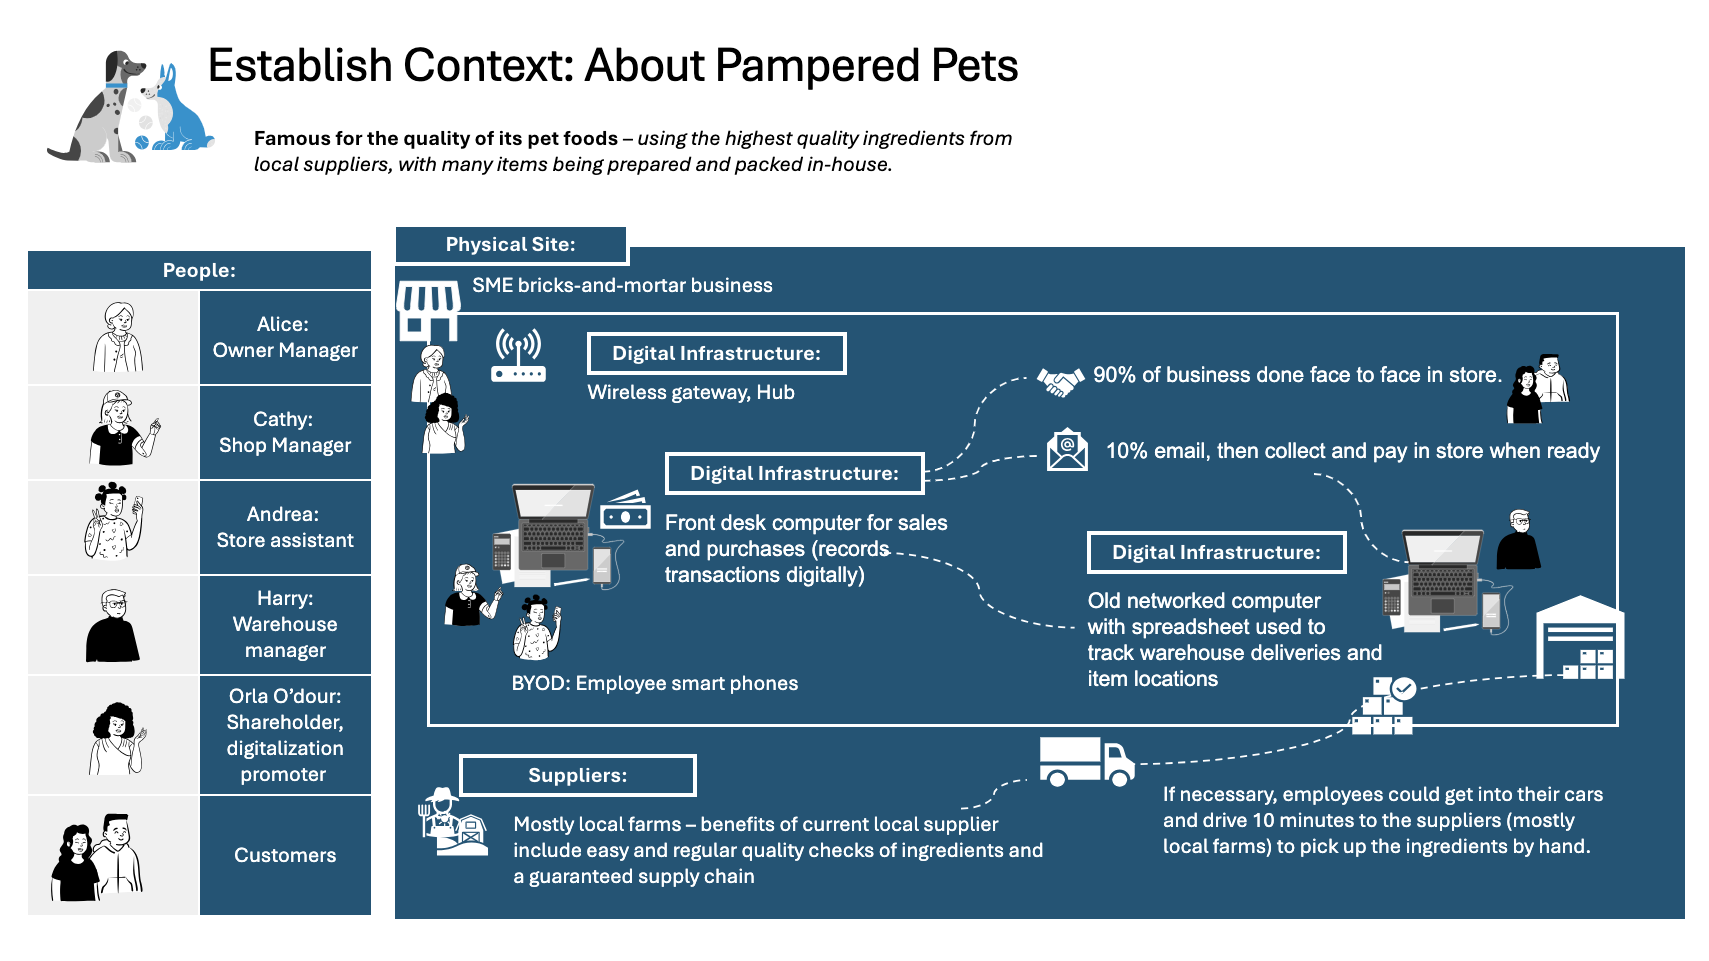 Establish Context: About Pampered Pets
Famous for the quality of its pet foods – using the highest quality ingredients from
local suppliers, with many items being prepared and packed in-house.
People:
Alice:
Owner Manager
Cathy:
Shop Manager
Andrea:
Store assistant
Harry:
Warehouse
manager
Orla O’dour:
Shareholder,
digitalization
promoter
Customers
Physical Site:
SME bricks-and-mortar business
Digital Infrastructure:
Wireless gateway, Hub
90% of business done face to face in store.
@
10% email, then collect and pay in store when ready
Digital Infrastructure:
Front desk computer for sales
and purchases (records
transactions digitally)
BYOD: Employee smart phones
Digital Infrastructure:
Old networked computer
with spreadsheet used to
track warehouse deliveries and
item locations
Suppliers:
Mostly local farms – benefits of current local supplier
include easy and regular quality checks of ingredients and
a guaranteed supply chain
If necessary, employees could get into their cars
and drive 10 minutes to the suppliers (mostly
local farms) to pick up the ingredients by hand.